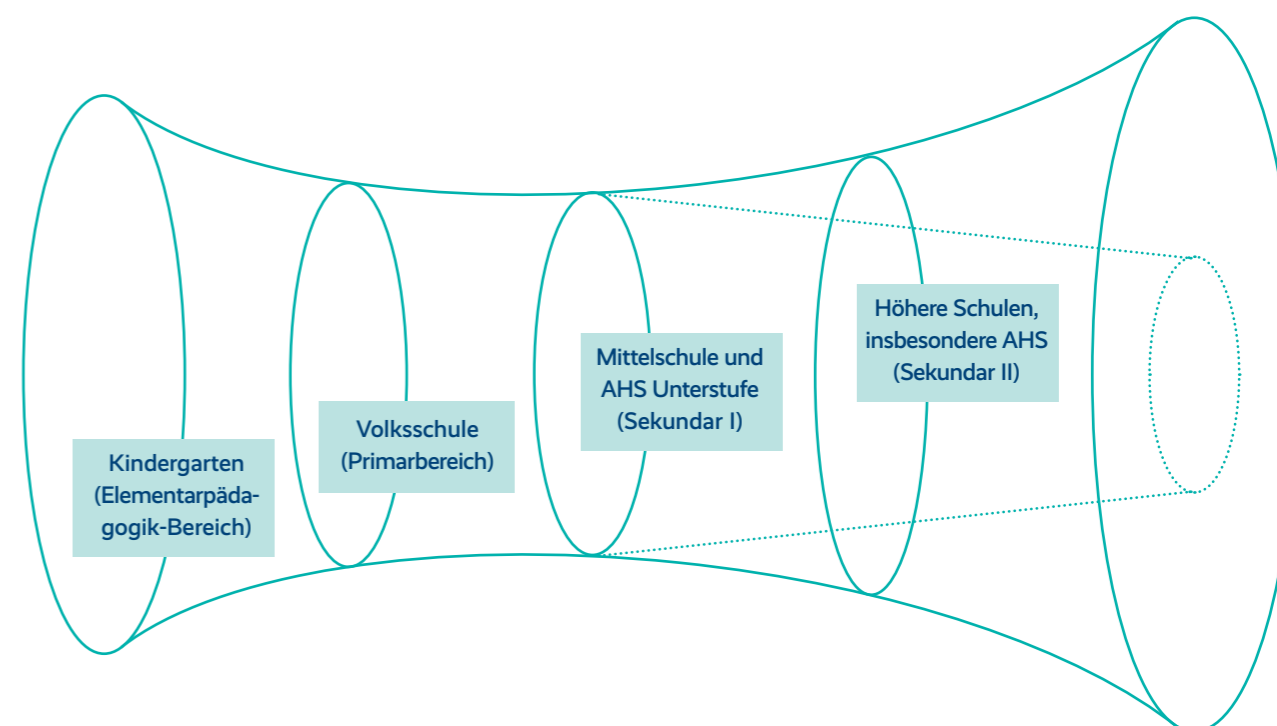 Kindergarten
(Elementarpäda-
gogik-Bereich)
Volksschule
(Primarbereich)
Mittelschule und
AHS Unterstufe
(Sekundar I)
Höhere Schulen,
insbesondere AHS
(Sekundar II)